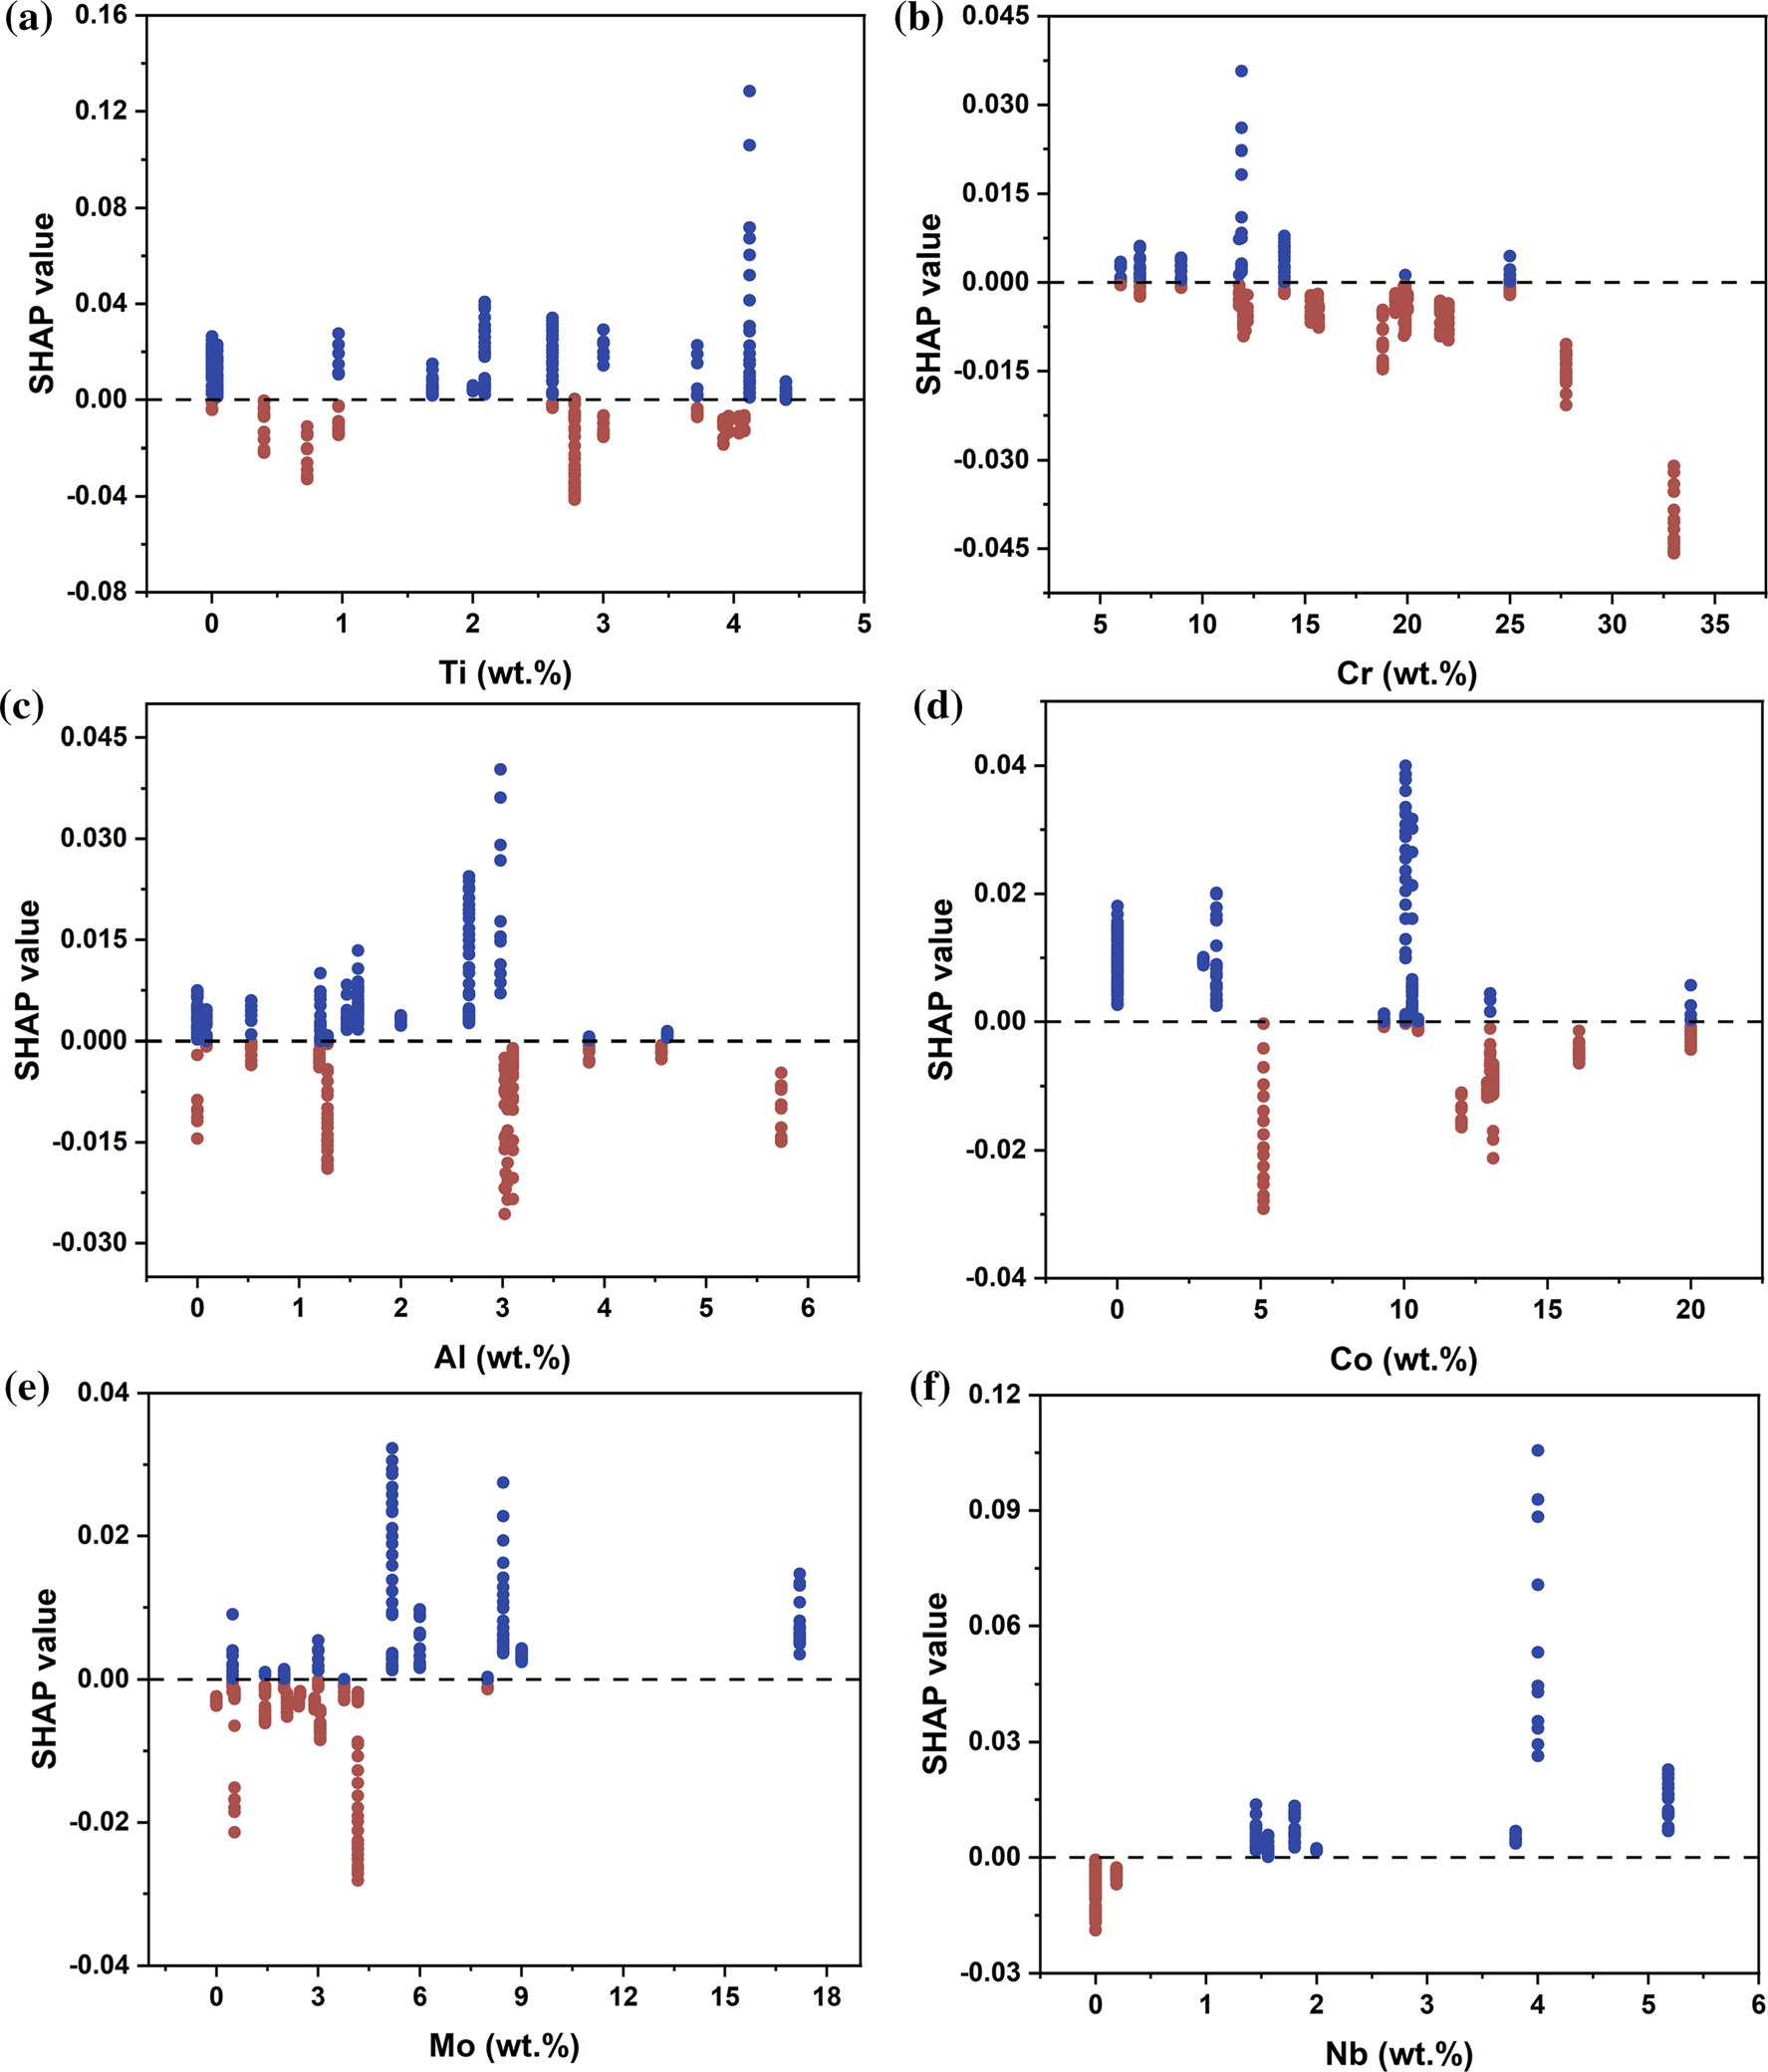 (a)
0.16
0.12
0.08
0.04
0.00
-0.04
-0.08
SHAP value
0 1 2 3 4 5
Ti (wt.%)
(b)
0.045
0.030
0.015
0.000
-0.015
-0.030
-0.045
SHAP value
5 10 15 20 25 30 35
Cr (wt.%)
(c)
0.045
0.030
0.015
0.000
-0.015
-0.030
SHAP value
0 1 2 3 4 5 6
Al (wt.%)
(d)
0.04
0.02
0.00
-0.02
-0.04
SHAP value
0 5 10 15 20
Co (wt.%)
(e)
0.04
0.02
0.00
-0.02
-0.04
SHAP value
0 3 6 9 12 15 18
Mo (wt.%)
(f)
0.12
0.09
0.06
0.03
0.00
-0.03
SHAP value
0 1 2 3 4 5 6
Nb (wt.%)